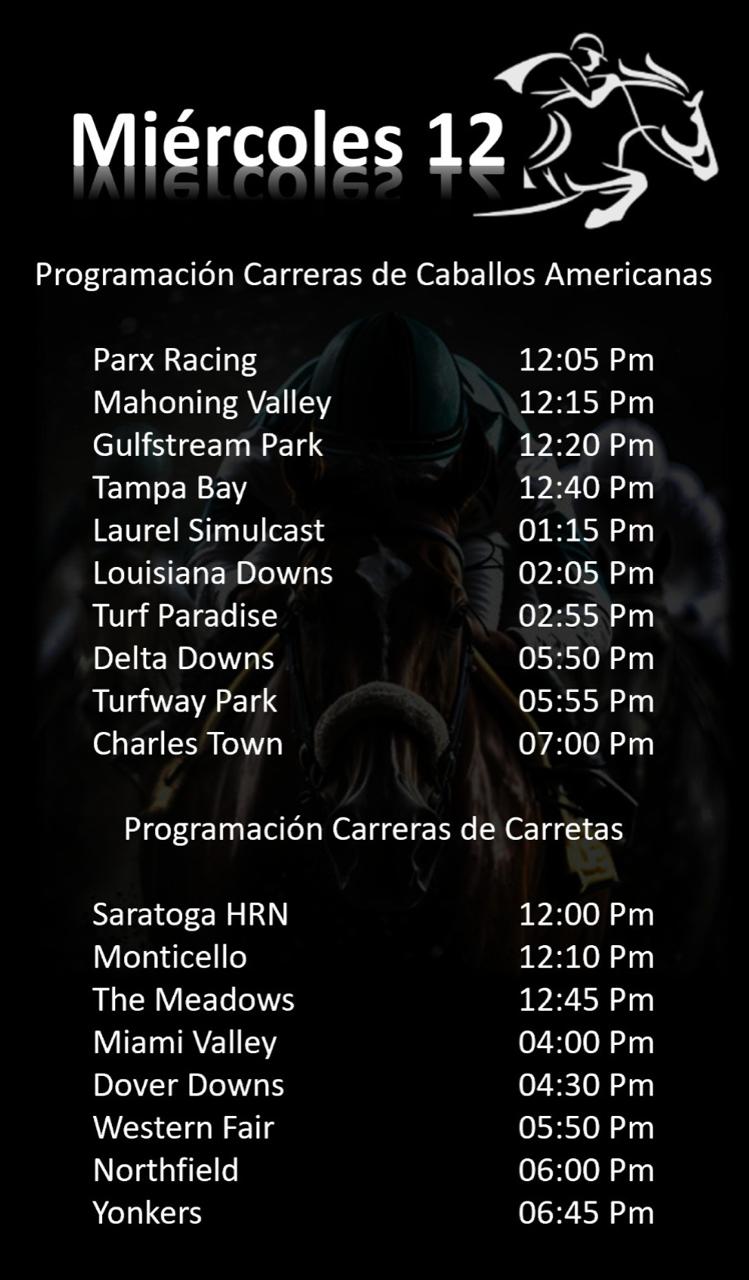 Miércoles 12
Programación Carreras de Caballos Americanas
Parx Racing 12:05 Pm
Mahoning Valley 12:15 Pm
Gulfstream Park 12:20 Pm
Tampa Bay 12:40 Pm
Laurel Simulcast 01:15 Pm
Louisiana Downs 02:05 Pm
Turf Paradise 02:55 Pm
Delta Downs 05:50 Pm
Turfway Park 05:55 Pm
Charles Town 07:00 Pm
Programación Carreras de Carretas
Saratoga HRN 12:00 Pm
Monticello 12:10 Pm
The Meadows 12:45 Pm
Miami Valley 04:00 Pm
Dover Downs 04:30 Pm
Western Fair 05:50 Pm
Northfield 06:00 Pm
Yonkers 06:45 Pm